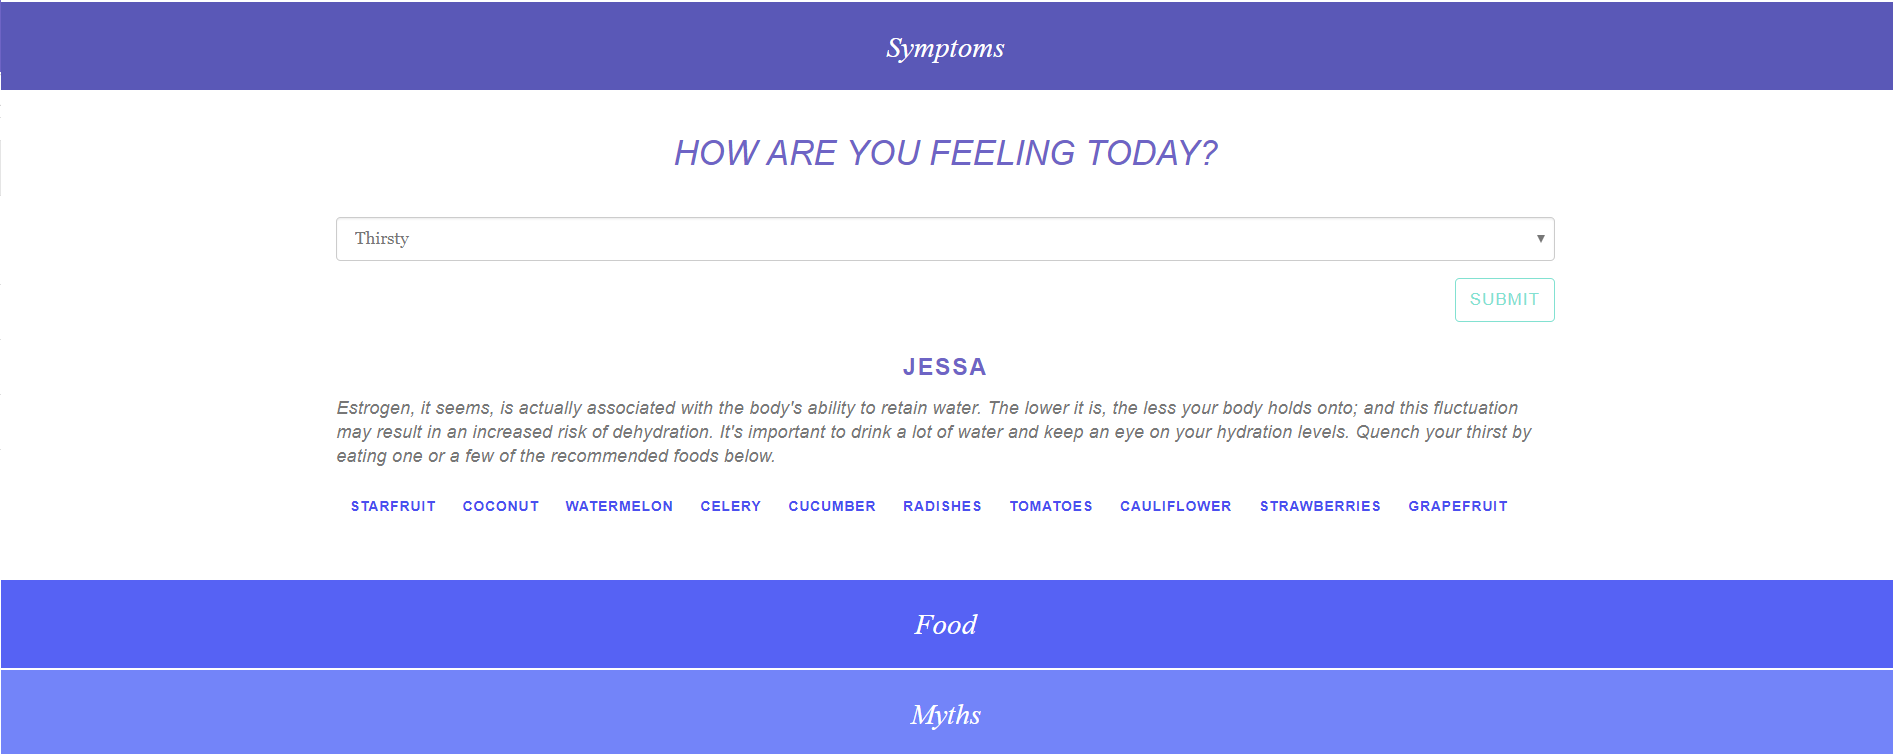 Symptoms
HOW ARE YOU FEELING TODAY?
Thirsty
SUBMIT
JESSA
Estrogen, it seems, is actually associated with the body's ability to retain water. The lower it is, the less your body holds onto; and this fluctuation
may result in an increased risk of dehydration. It's important to drink a lot of water and keep an eye on your hydration levels. Quench your thirst by
eating one or a few of the recommended foods below.
STARFRUIT COCONUT WATERMELON CELERY CUCUMBER RADISHES TOMATOES CAULIFLOWER STRAWBERRIES GRAPEFRUIT
Food
Myths